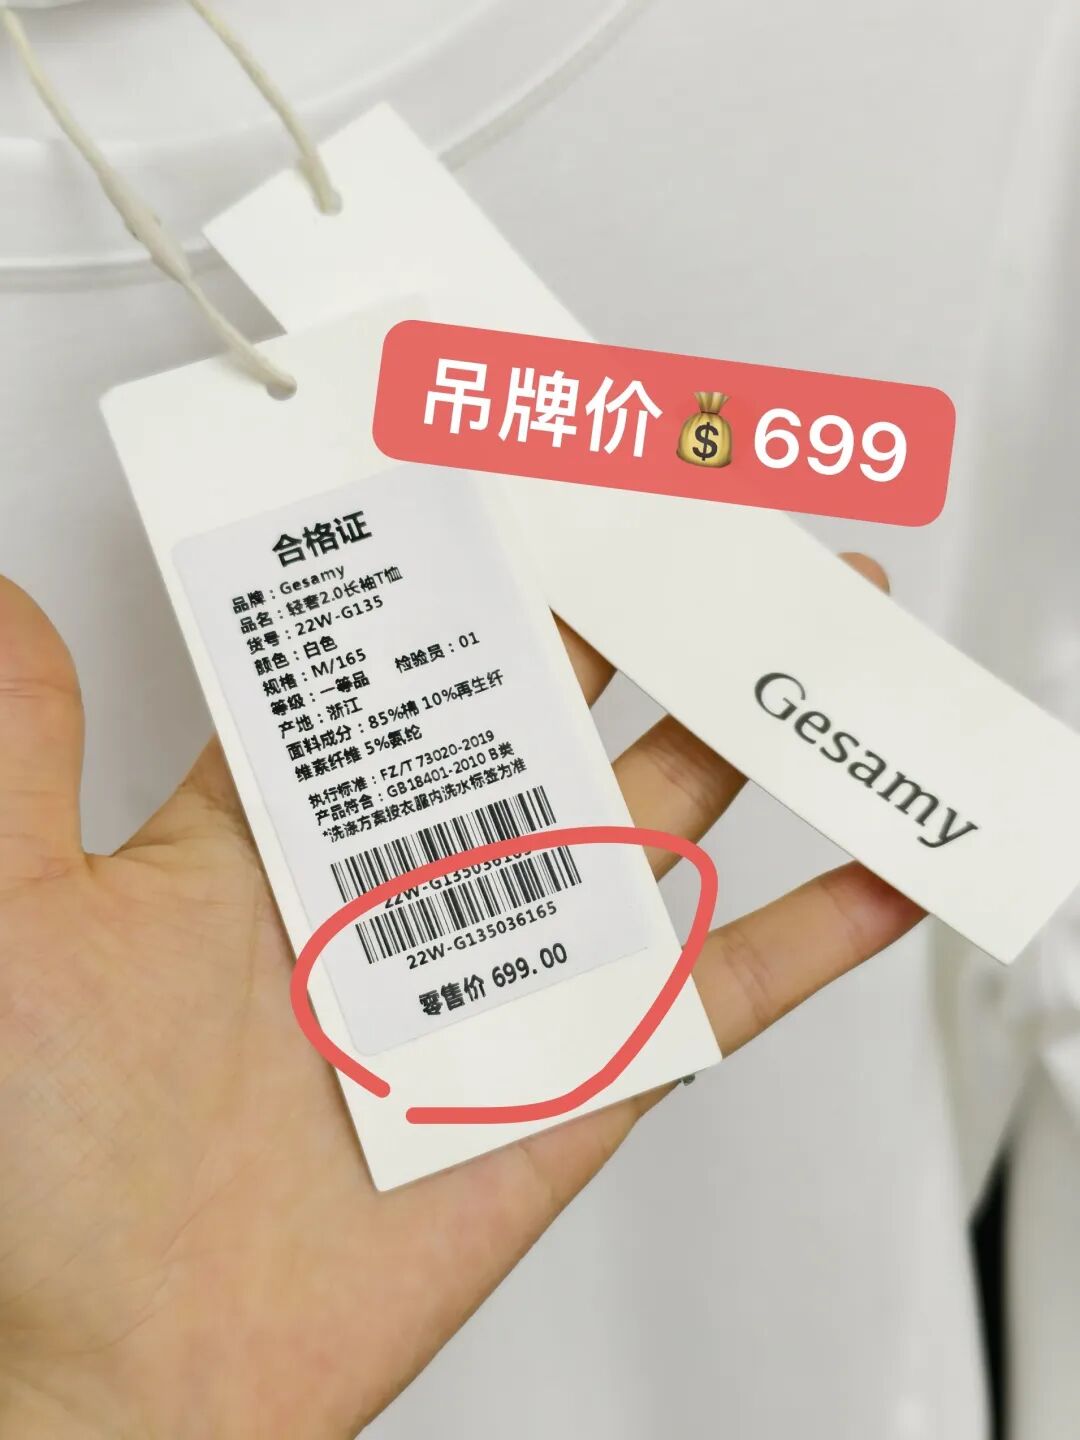 吊牌价💰699
合格证
品牌：Gesamy
品名：轻奢2.0长袖T恤
货号：22W-G135
颜色：白色
规格：M/165
等级：一等品 检验员：01
产地：浙江
面料成分：85%棉 10%再生纤
维素纤维 5%氨纶
执行标准：FZ/T 73020-2019
产品符合：GB18401-2010 B类
*洗涤方案按衣服内洗水标签为准
22W-G135036165
22W-G135036165
零售价 699.00
Gesamy